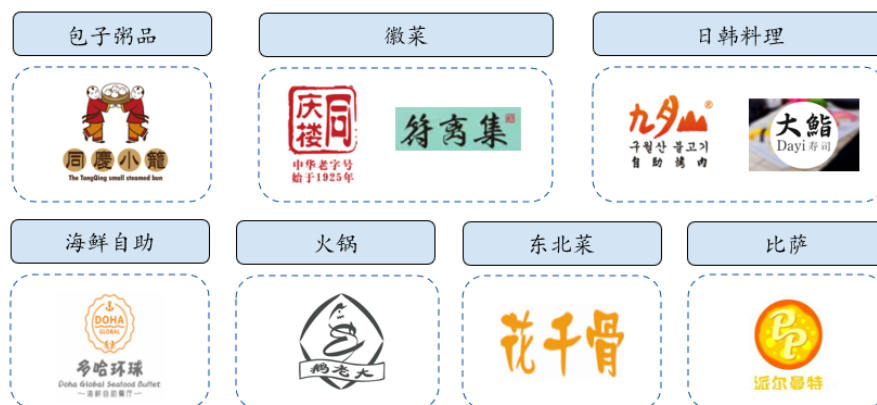 包子粥品
徽菜
日韩料理
同慶小籠
The TongQing small steamed bun
同庆楼
中华老字号
始于1925年
符离集
九月山®
구월산 불고기
自助烤肉
大鮨
Dayi寿司
海鲜自助
火锅
东北菜
比萨
DOHA
GLOBAL
多哈环球
Doha Global Seafood Buffet
海鲜自助餐厅
鹅老大
花千骨
PP
派尔曼特